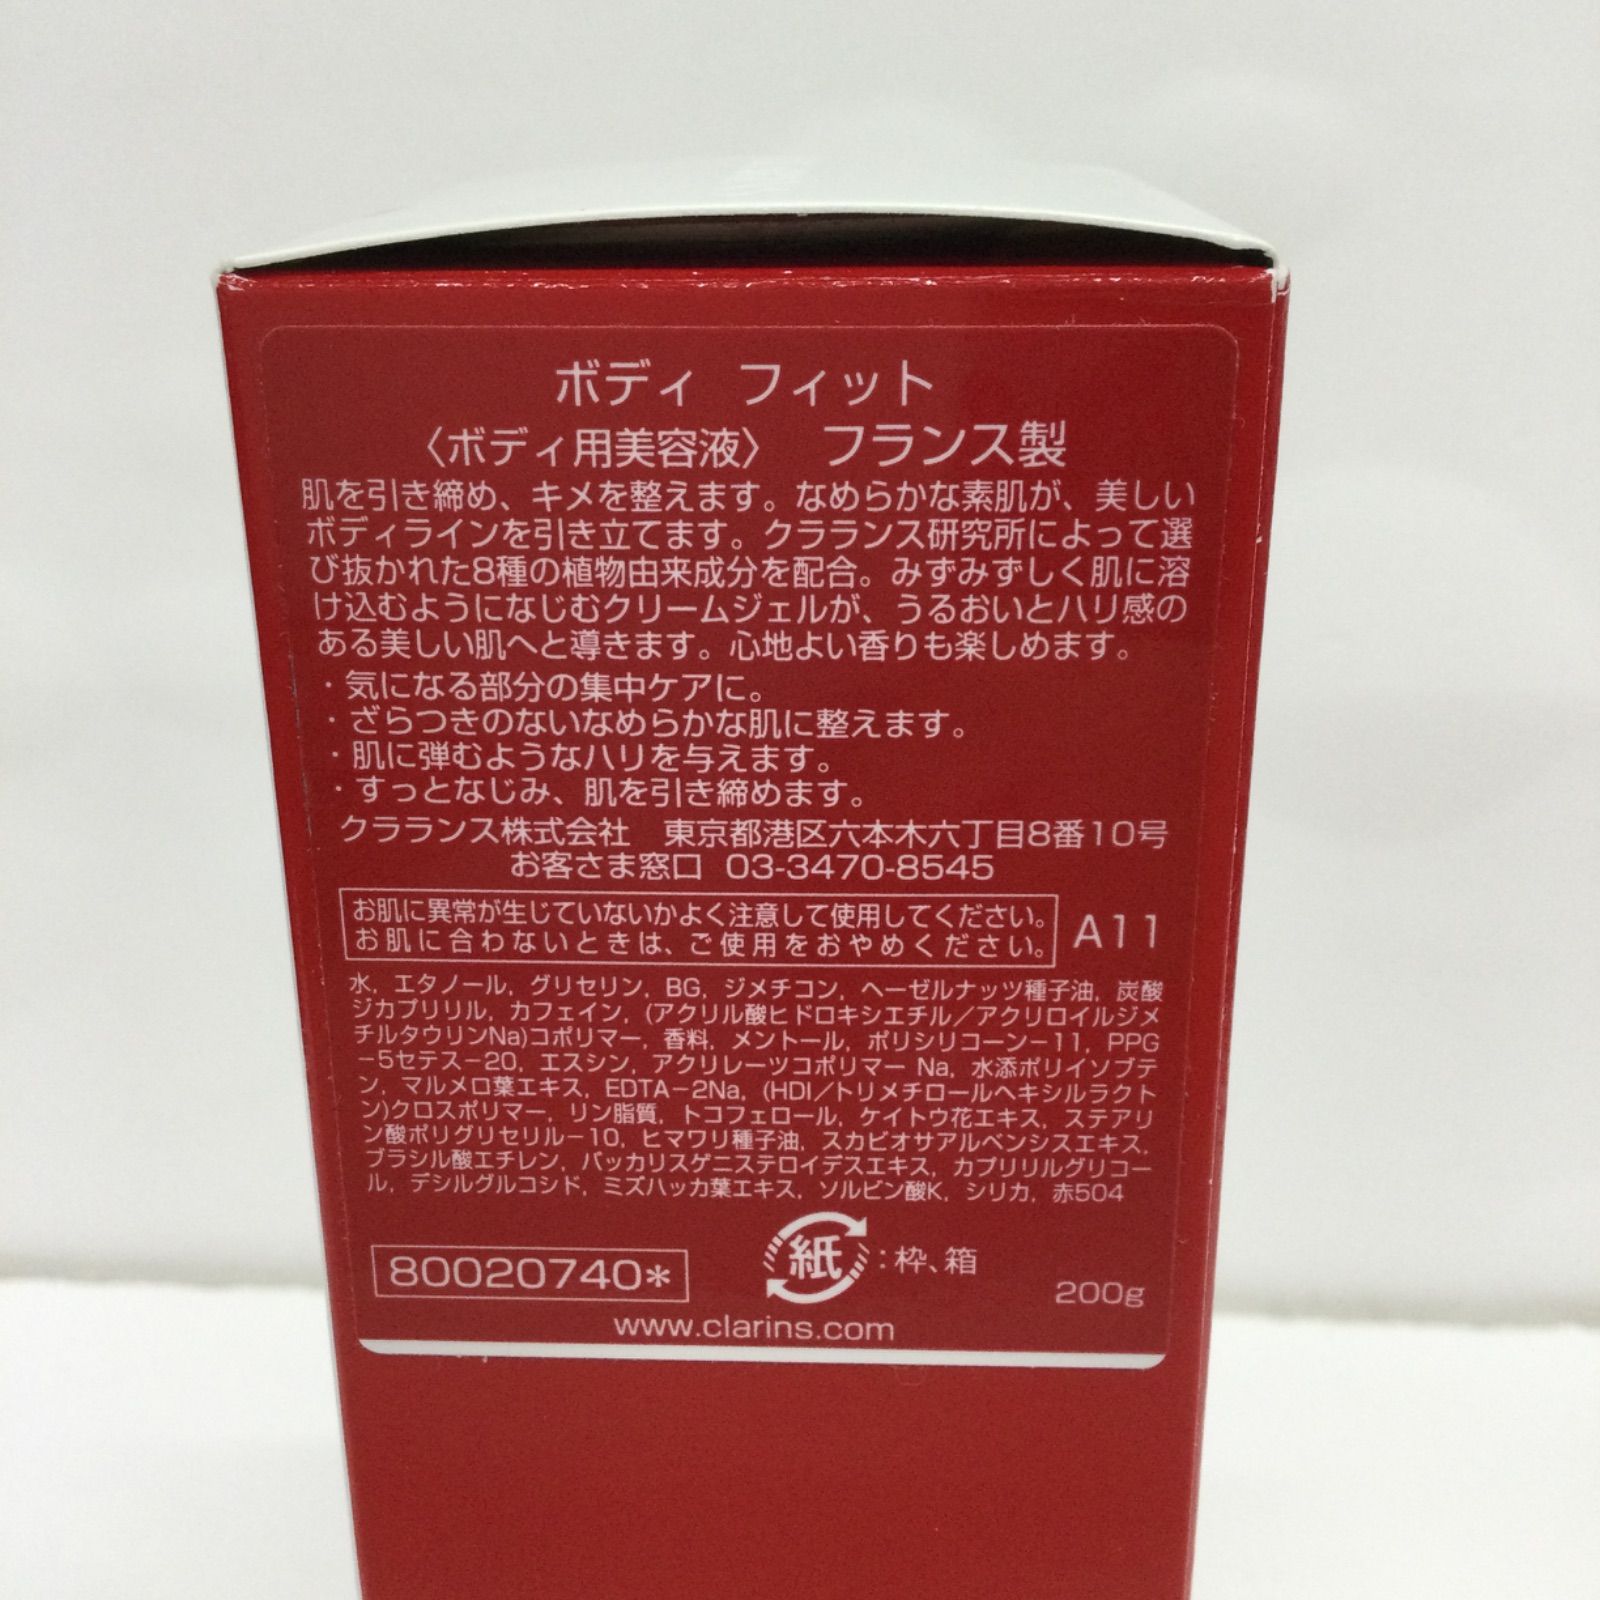 ボディ フィット
〈ボディ用美容液〉 フランス製
肌を引き締め、キメを整えます。なめらかな素肌が、美しい
ボディラインを引き立てます。クラランス研究所によって選
び抜かれた8種の植物由来成分を配合。みずみずしく肌に溶
け込むようになじむクリームジェルが、うるおいとハリ感の
ある美しい肌へと導きます。心地よい香りも楽しめます。
・気になる部分の集中ケアに。
・ざらつきのないなめらかな肌に整えます。
・肌に弾むようなハリを与えます。
・すっとなじみ、肌を引き締めます。
クラランス株式会社 東京都港区六本木六丁目8番10号
お客さま窓口 03-3470-8545
お肌に異常が生じていないかよく注意して使用してください。
お肌に合わないときは、ご使用をおやめください。
A11
水, エタノール, グリセリン, BG, ジメチコン, ヘーゼルナッツ種子油, 炭酸
ジカプリリル, カフェイン, (アクリル酸ヒドロキシエチル/アクリロイルジメ
チルタウリンNa)コポリマー, 香料, メントール, ポリシリコーン-11, PPG
-5セテス-20, エスシン, アクリレーツコポリマー Na, 水添ポリイソブテ
ン, マルメロ葉エキス, EDTA-2Na, (HDI/トリメチロールヘキシルラクト
ン)クロスポリマー, リン脂質, トコフェロール, ケイトウ花エキス, ステアリ
ン酸ポリグリセリル-10, ヒマワリ種子油, スカビオサアルベンシスエキス,
ブラシル酸エチレン, バッカリスゲニステロイデスエキス, カプリリルグリコー
ル, デシルグルコシド, ミズハッカ葉エキス, ソルビン酸K, シリカ, 赤504
80020740*
紙:枠、箱
200g
www.clarins.com